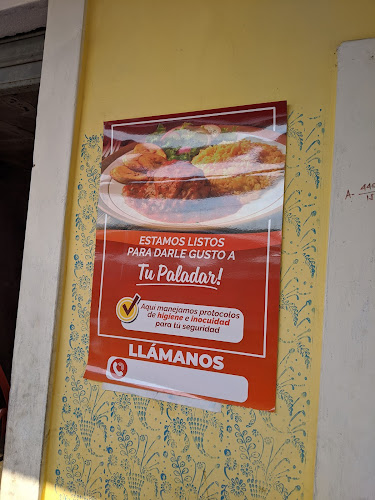 ESTAMOS LISTOS
PARA DARLE GUSTO A
Tu Paladar!
Aquí manejamos protocolos
de higiene e inocuidad
para tu seguridad
LLÁMANOS